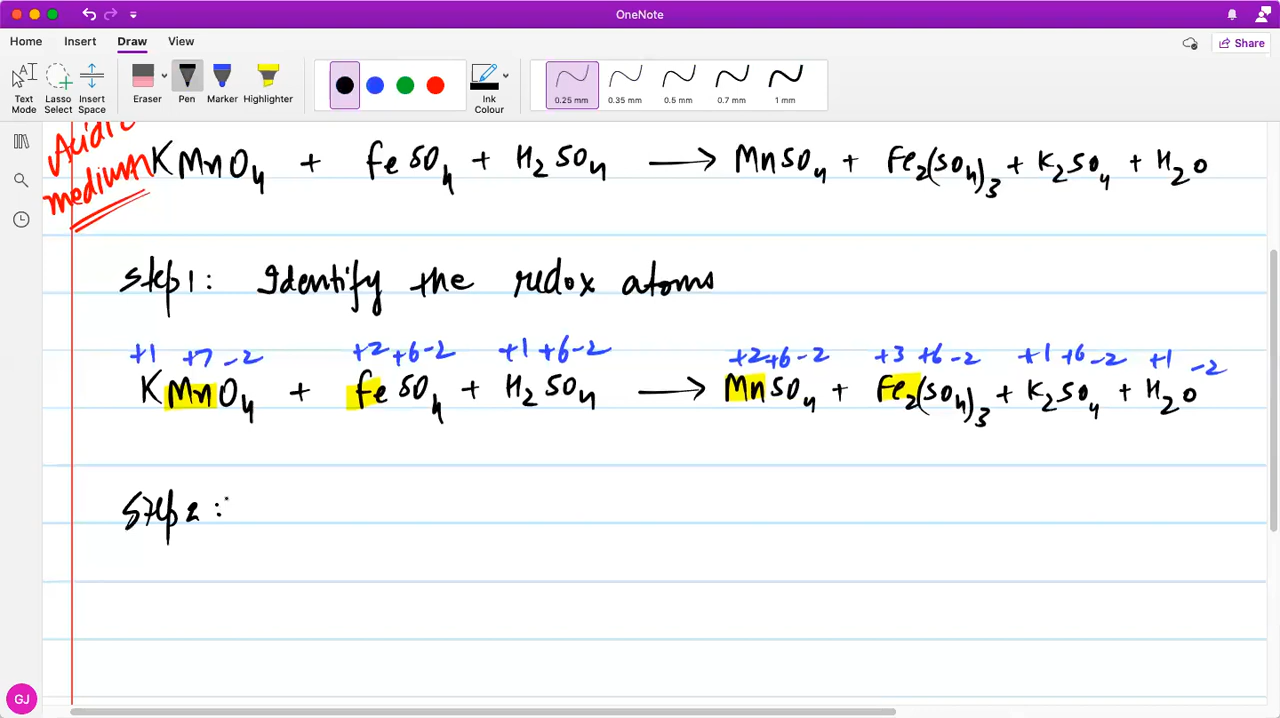 OneNote
Home Insert Draw View
Share
Text Mode
Lasso Select
Insert Space
Eraser
Pen
Marker
Highlighter
0.25 mm
0.35 mm
0.5 mm
0.7 mm
1 mm
Ink Colour
Acidic medium
KMnO4 + FeSO4 + H2SO4 → MnSO4 + Fe2(SO4)3 + K2SO4 + H2O
Step 1: Identify the redox atoms
+1 +7 -2 +2 +6 -2 +1 +6 -2 +2 +6 -2 +3 +6 -2 +1 +6 -2 +1 -2
KMnO4 + FeSO4 + H2SO4 → MnSO4 + Fe2(SO4)3 + K2SO4 + H2O
Step 2 :
GJ